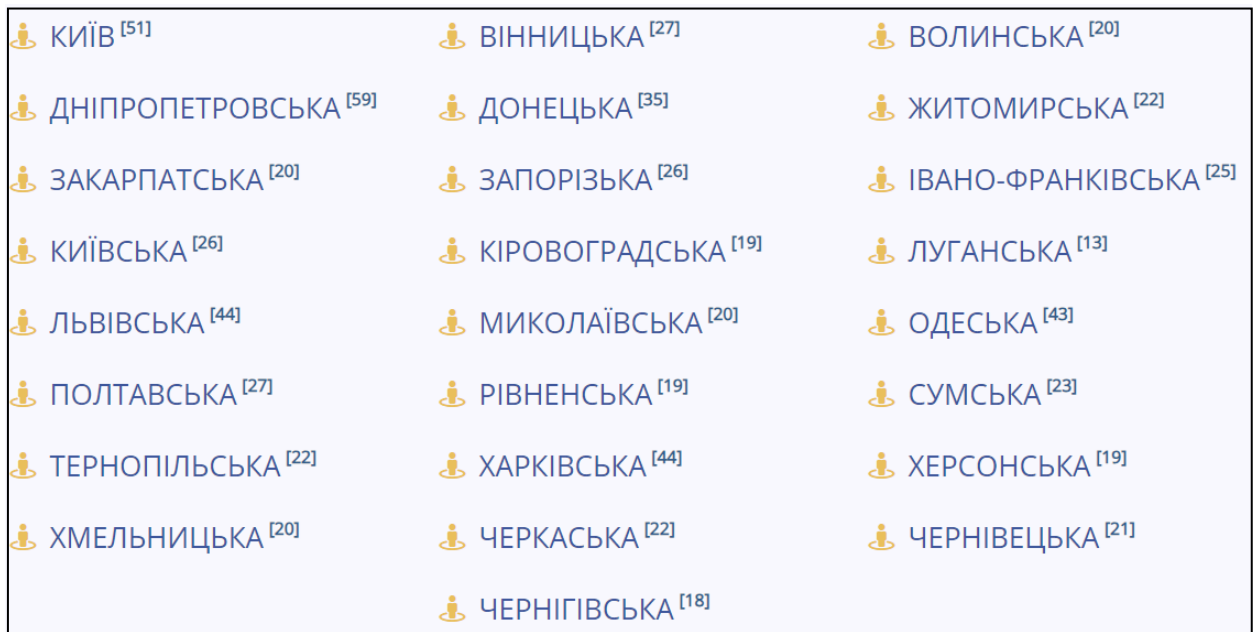 КИЇВ [51] ВІННИЦЬКА [27] ВОЛИНСЬКА [20]
ДНІПРОПЕТРОВСЬКА [59] ДОНЕЦЬКА [35] ЖИТОМИРСЬКА [22]
ЗАКАРПАТСЬКА [20] ЗАПОРІЗЬКА [26] ІВАНО-ФРАНКІВСЬКА [25]
КИЇВСЬКА [26] КІРОВОГРАДСЬКА [19] ЛУГАНСЬКА [13]
ЛЬВІВСЬКА [44] МИКОЛАЇВСЬКА [20] ОДЕСЬКА [43]
ПОЛТАВСЬКА [27] РІВНЕНСЬКА [19] СУМСЬКА [23]
ТЕРНОПІЛЬСЬКА [22] ХАРКІВСЬКА [44] ХЕРСОНСЬКА [19]
ХМЕЛЬНИЦЬКА [20] ЧЕРКАСЬКА [22] ЧЕРНІВЕЦЬКА [21]
ЧЕРНІГІВСЬКА [18]